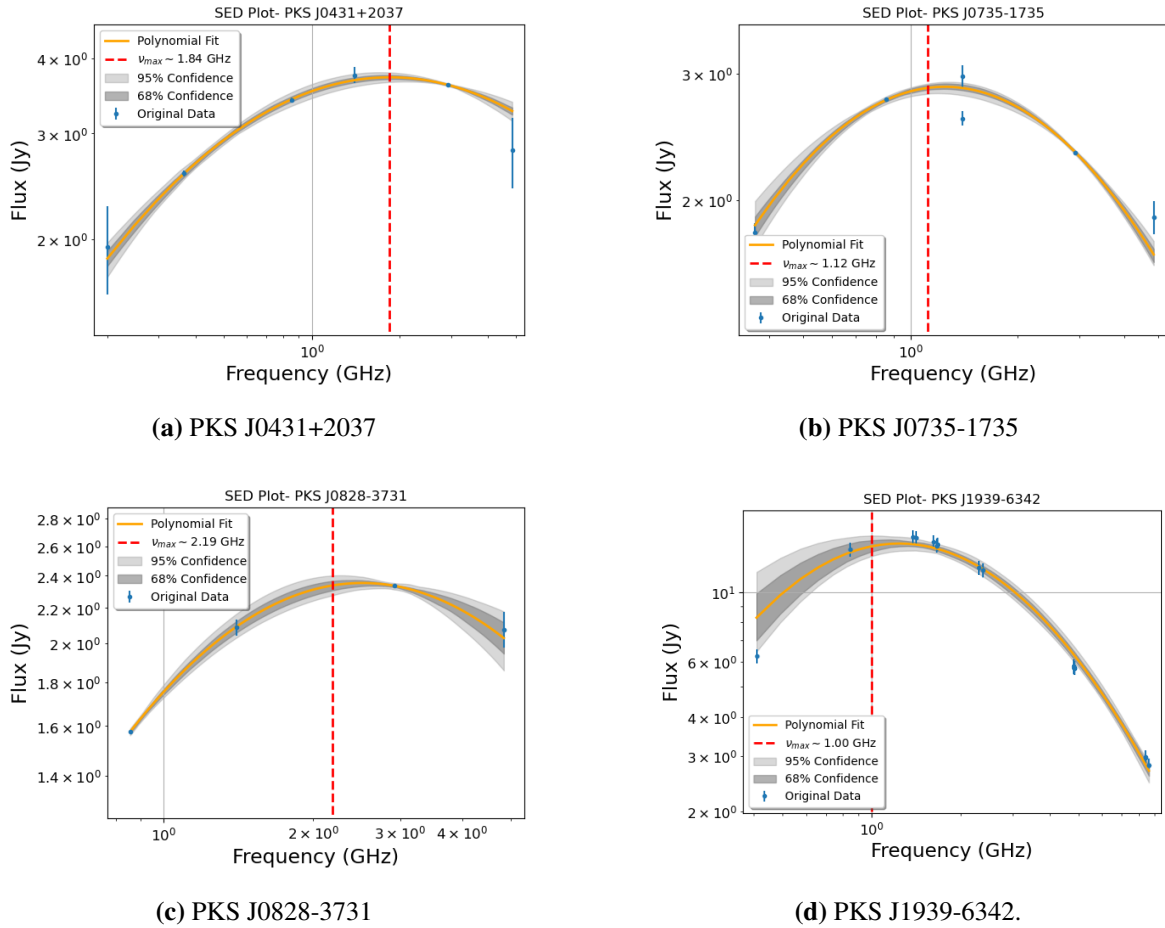 SED Plot- PKS J0431+2037
Flux (Jy)
4 × 10⁰
3 × 10⁰
2 × 10⁰
Polynomial Fit
νmax ~ 1.84 GHz
95% Confidence
68% Confidence
Original Data
10⁰
Frequency (GHz)
(a) PKS J0431+2037
SED Plot- PKS J0735-1735
Flux (Jy)
3 × 10⁰
2 × 10⁰
Polynomial Fit
νmax ~ 1.12 GHz
95% Confidence
68% Confidence
Original Data
10⁰
Frequency (GHz)
(b) PKS J0735-1735
SED Plot- PKS J0828-3731
Flux (Jy)
2.8 × 10⁰
2.6 × 10⁰
2.4 × 10⁰
2.2 × 10⁰
2 × 10⁰
1.8 × 10⁰
1.6 × 10⁰
1.4 × 10⁰
Polynomial Fit
νmax ~ 2.19 GHz
95% Confidence
68% Confidence
Original Data
10⁰
2 × 10⁰
3 × 10⁰
4 × 10⁰
Frequency (GHz)
(c) PKS J0828-3731
SED Plot- PKS J1939-6342
Flux (Jy)
10¹
6 × 10⁰
4 × 10⁰
3 × 10⁰
2 × 10⁰
Polynomial Fit
νmax ~ 1.00 GHz
95% Confidence
68% Confidence
Original Data
10⁰
Frequency (GHz)
(d) PKS J1939-6342.